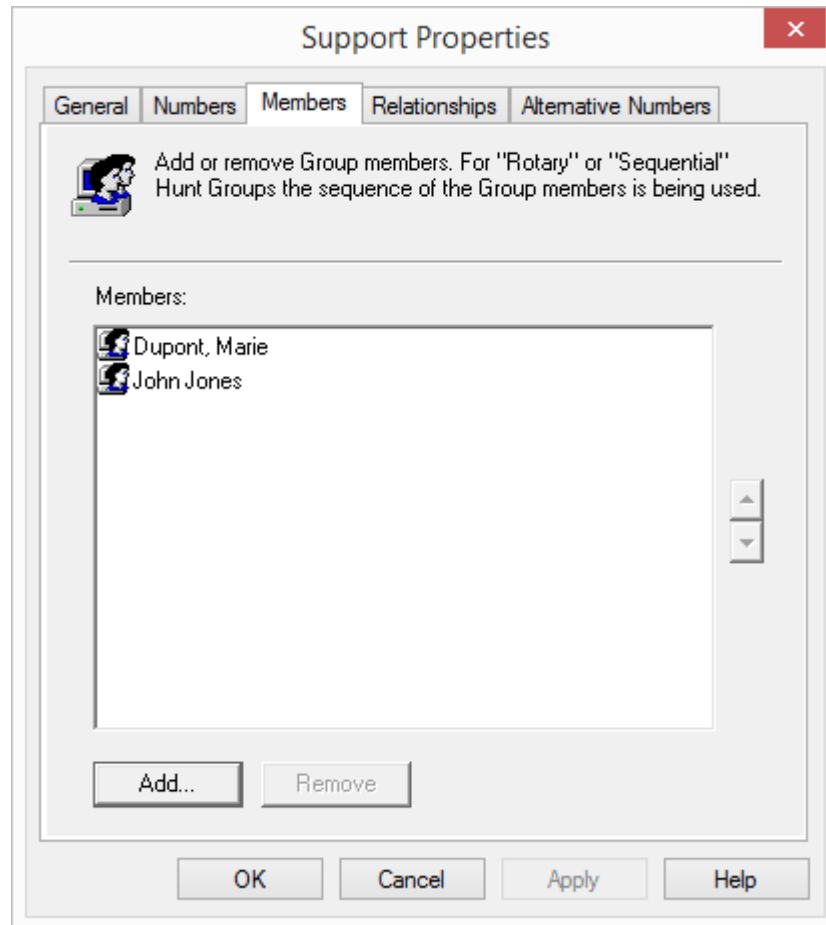 Support Properties
General Numbers Members Relationships Alternative Numbers
Add or remove Group members. For "Rotary" or "Sequential"
Hunt Groups the sequence of the Group members is being used.
Members:
Dupont, Marie
John Jones
Add... Remove
OK Cancel Apply Help